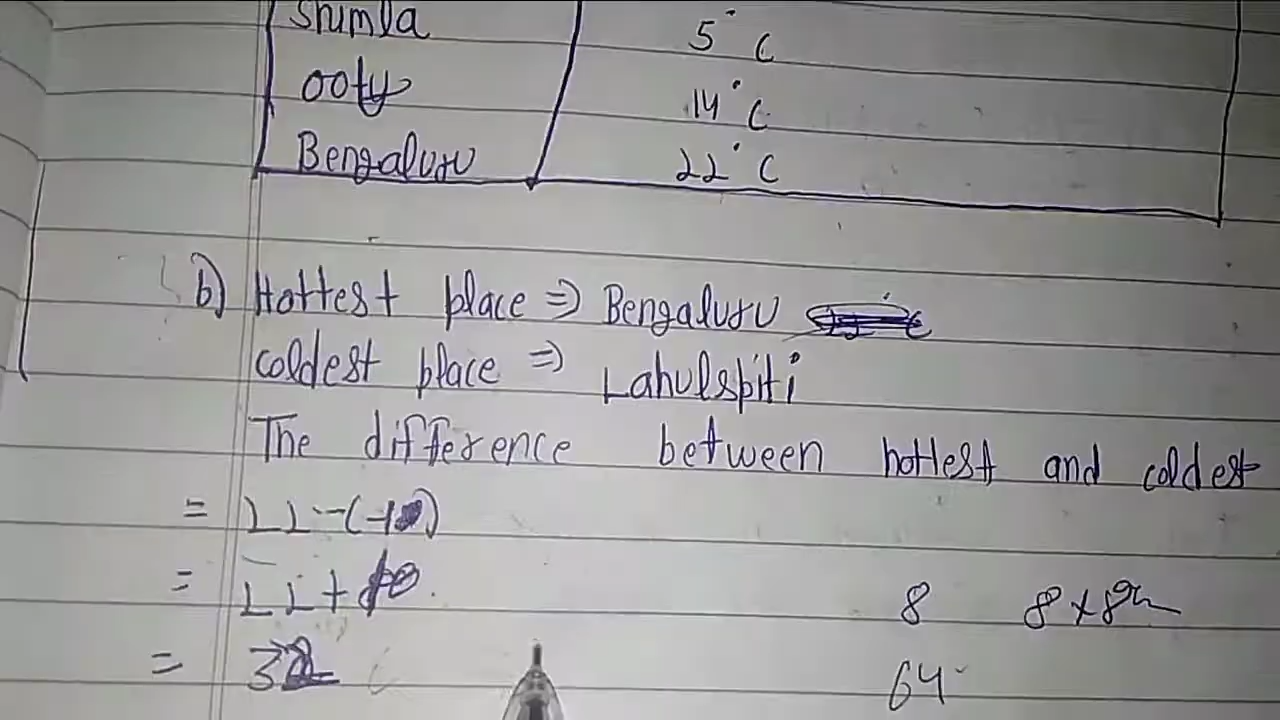 Shimla 5°C
ooty 14°C
Bengaluru 22°C
b) Hottest place => Bengaluru
coldest place => Lahulspiti
The difference between hottest and coldest
= 22-(-10)
= 22+10. 8 8×8
= 32 64